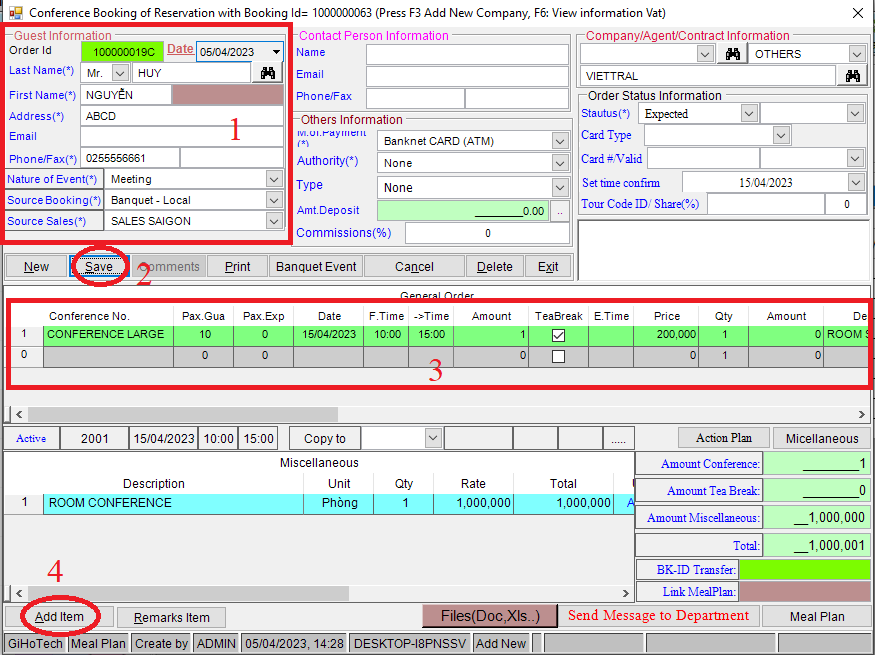 Conference Booking of Reservation with Booking Id= 1000000063 (Press F3 Add New Company, F6: View information Vat)
Guest Information
Order Id 100000019C Date 05/04/2023
Last Name(*) Mr. HUY
First Name(*) NGUYỄN
Address(*) ABCD
1
Email
Phone/Fax(*) 0255556661
Nature of Event(*) Meeting
Source Booking(*) Banquet - Local
Source Sales(*) SALES SAIGON
Contact Person Information
Name
Email
Phone/Fax
Others Information
M.of.Payment (*) Banknet CARD (ATM)
Authority(*) None
Type None
Amt.Deposit 0.00 ..
Commissions(%) 0
Company/Agent/Contract Information
OTHERS
VIETTRAL
Order Status Information
Stautus(*) Expected
Card Type
Card #/Valid
Set time confirm 15/04/2023
Tour Code ID/ Share(%) 0
New Save Comments Print Banquet Event Cancel Delete Exit
2
General Order
Conference No. Pax.Gua Pax.Exp Date F.Time ->Time Amount TeaBreak E.Time Price Qty Amount De
1 CONFERENCE LARGE 10 0 15/04/2023 10:00 15:00 1 200,000 1 0 ROOM S
0 0 0 0 0 1 0
3
Active 2001 15/04/2023 10:00 15:00 Copy to ..... Action Plan Micellaneous
Miscellaneous
Description Unit Qty Rate Total
1 ROOM CONFERENCE Phòng 1 1,000,000 1,000,000 A
Amount Conference: 1
Amount Tea Break: 0
Amount Miscellaneous: 1,000,000
Total: 1,000,001
BK-ID Transfer:
Link MealPlan:
4
Add Item Remarks Item Files(Doc,Xls..) Send Message to Department Meal Plan
GiHoTech Meal Plan Create by ADMIN 05/04/2023, 14:28 DESKTOP-I8PNSSV Add New